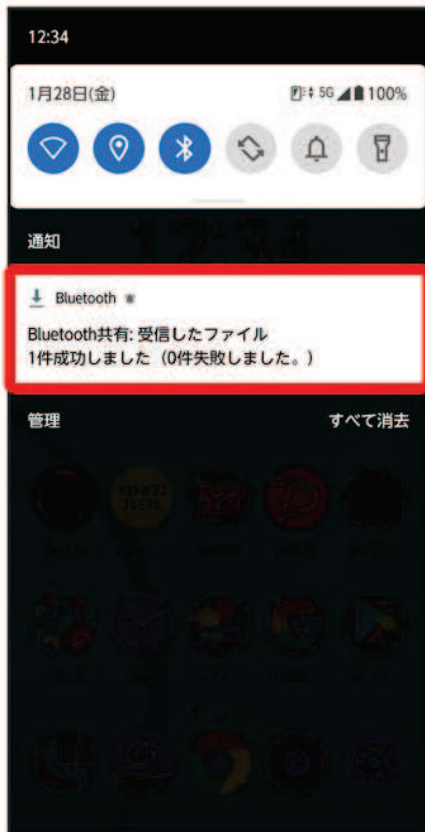 12:34
1月28日(金) 5G 100%
通知
Bluetooth
Bluetooth共有: 受信したファイル
1件成功しました（0件失敗しました。）
管理 すべて消去